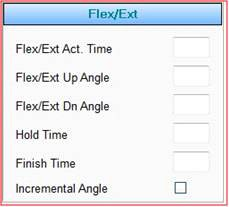 Flex/Ext
Flex/Ext Act. Time
Flex/Ext Up Angle
Flex/Ext Dn Angle
Hold Time
Finish Time
Incremental Angle